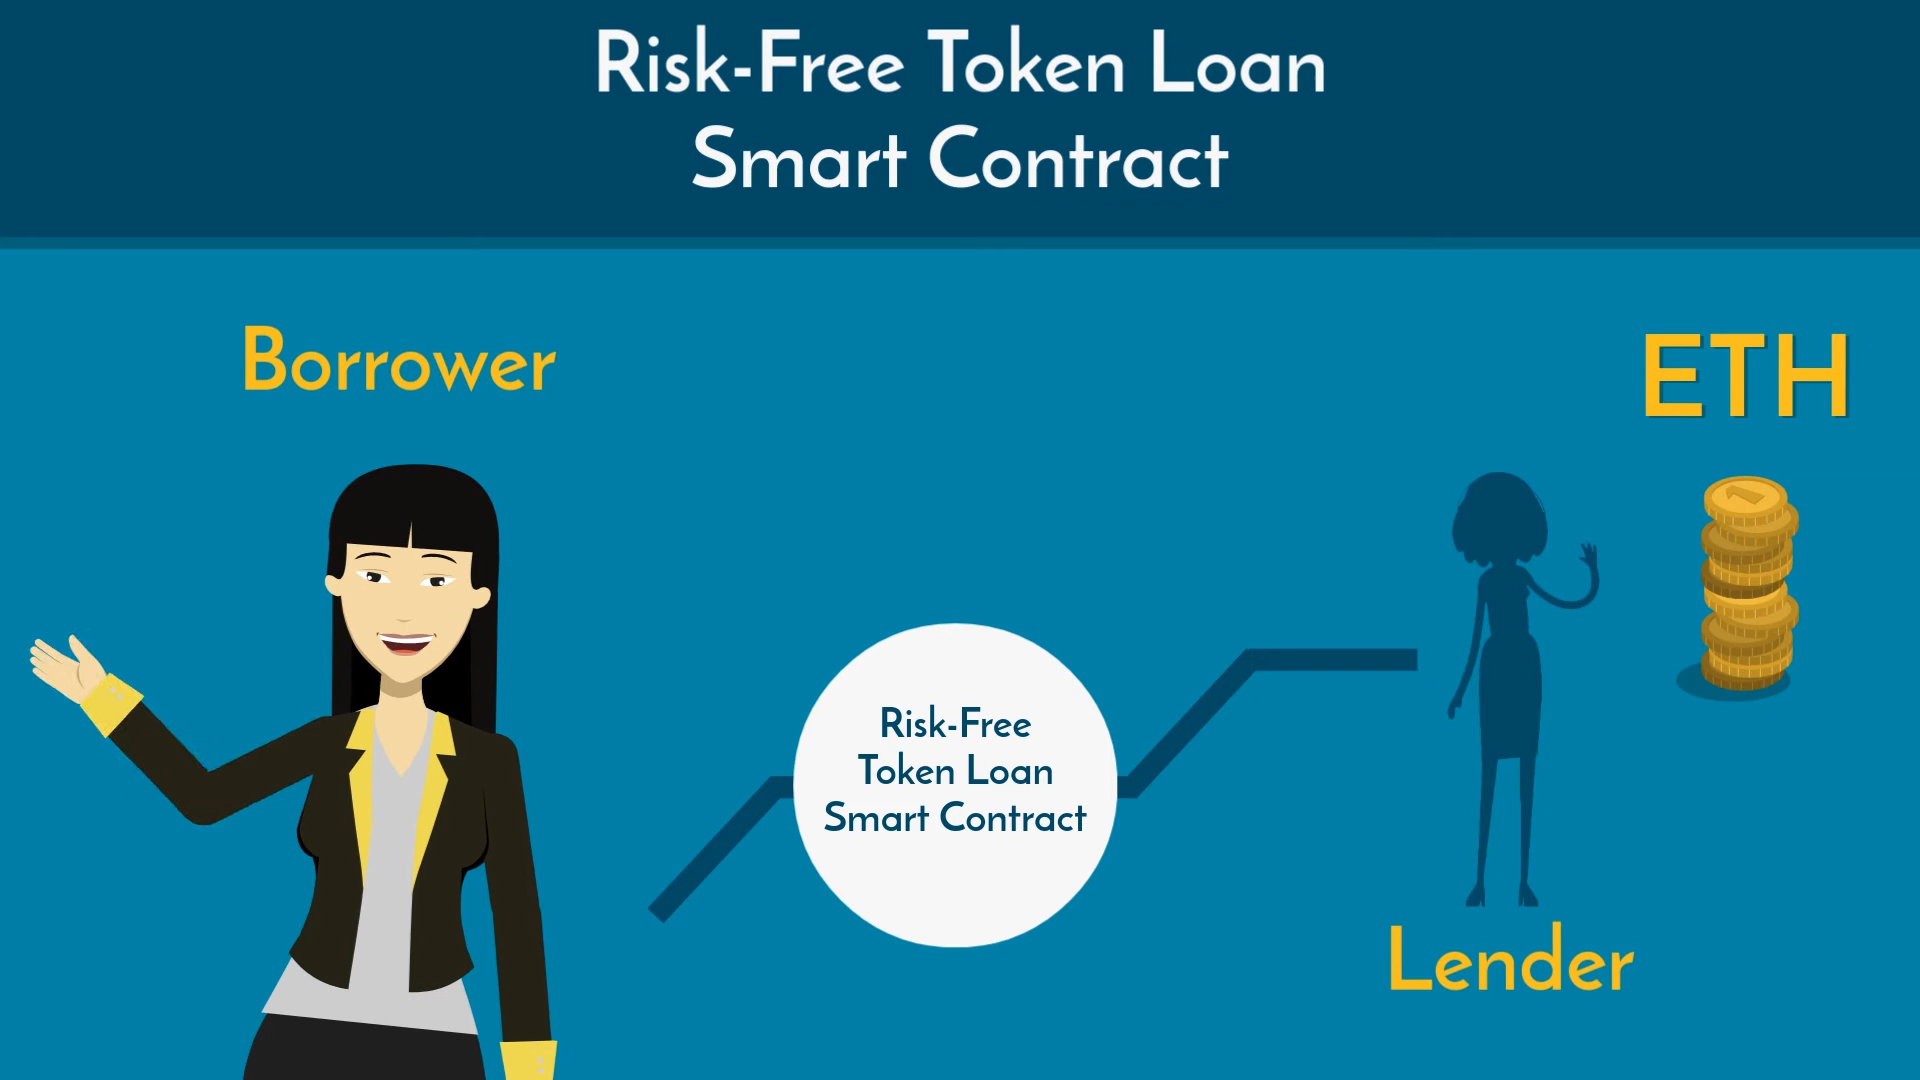 Risk-Free Token Loan
Smart Contract
Borrower
ETH
Risk-Free
Token Loan
Smart Contract
Lender